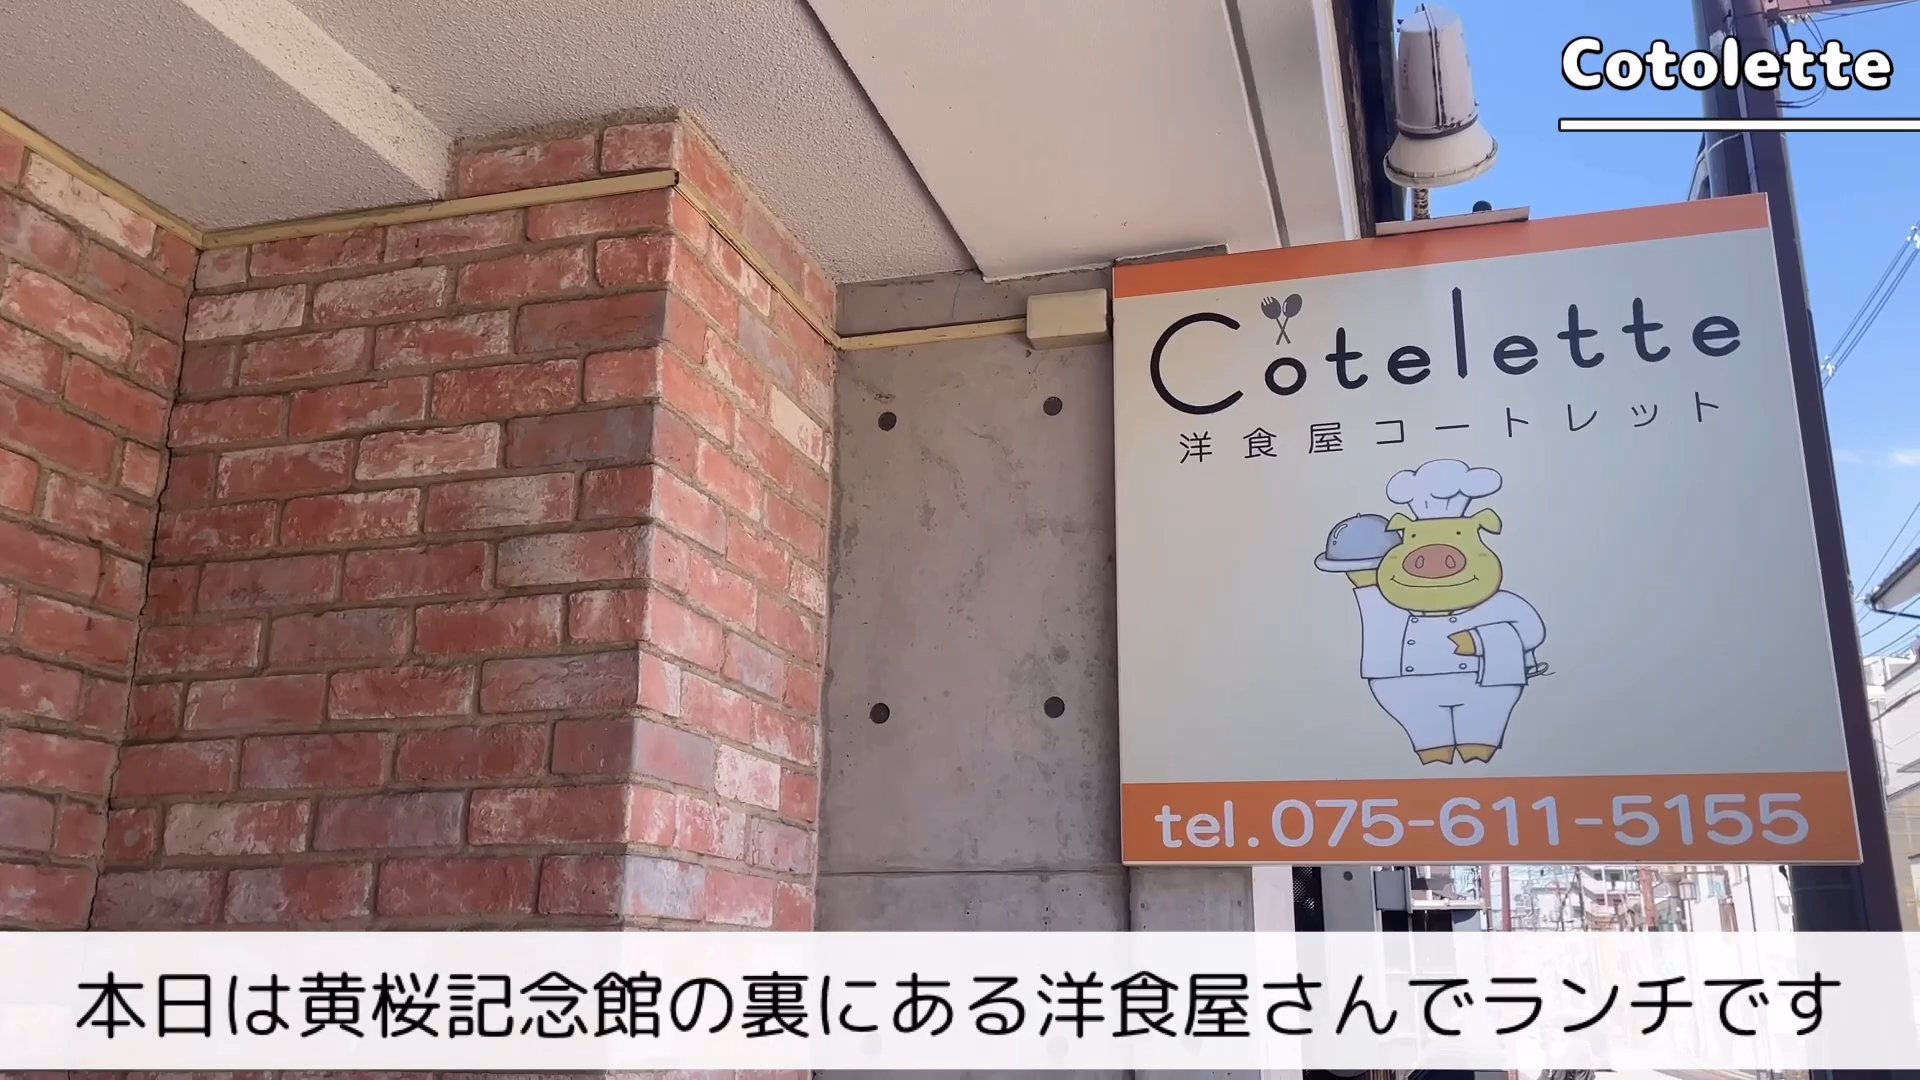 Cotolette
Cotelette
洋食屋コートレット
tel.075-611-5155
本日は黄桜記念館の裏にある洋食屋さんでランチです